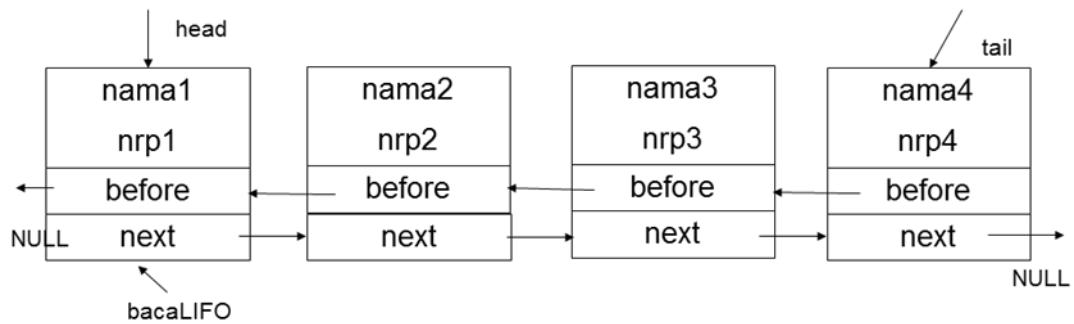 head
tail
nama1
nrp1
before
next
nama2
nrp2
before
next
nama3
nrp3
before
next
nama4
nrp4
before
next
NULL
NULL
bacaLIFO